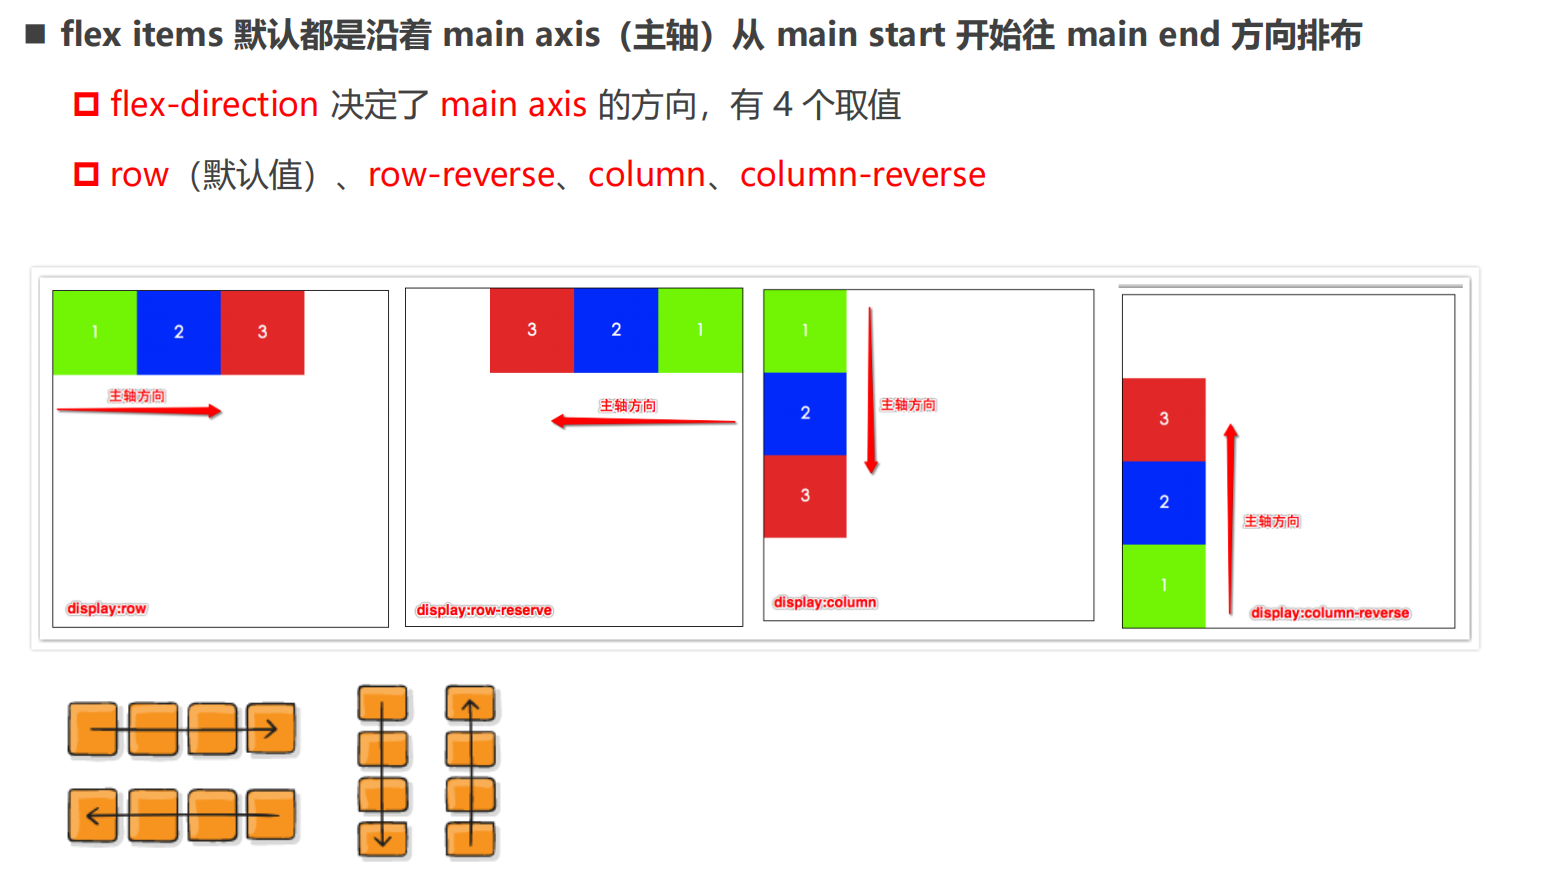 flex items 默认都是沿着 main axis（主轴）从 main start 开始往 main end 方向排布
flex-direction 决定了 main axis 的方向，有 4 个取值
row（默认值）、row-reverse、column、column-reverse
1 2 3
主轴方向
display:row
3 2 1
主轴方向
display:row-reserve
1
2
3
主轴方向
display:column
3
2
1
主轴方向
display:column-reverse